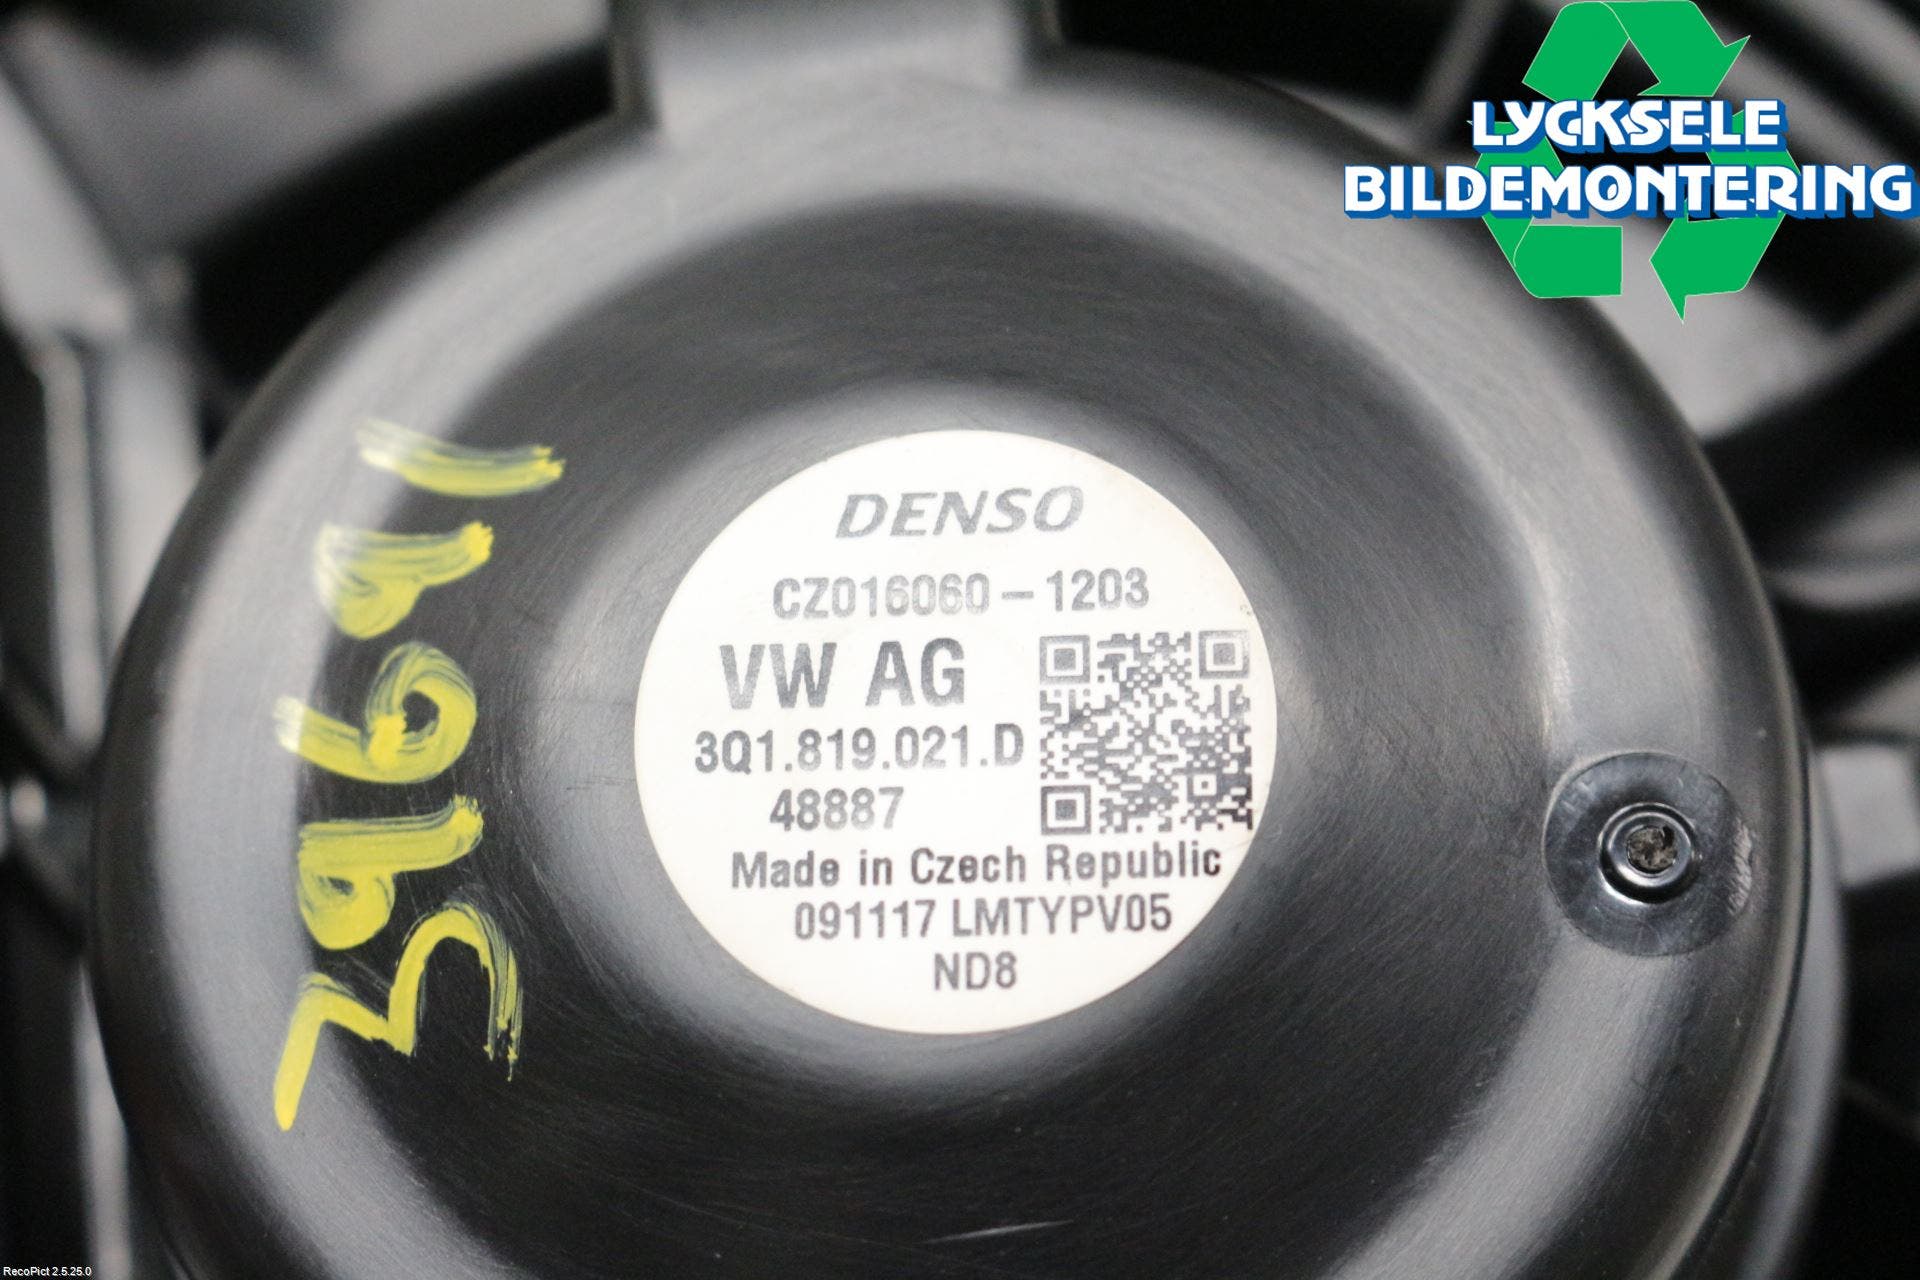 LYCKSELE
BILDEMONTERING
39691
DENSO
CZ016060-1203
VW AG
3Q1.819.021.D
48887
Made in Czech Republic
091117 LMTYPV05
ND8
RecoPict 2.5.25.0